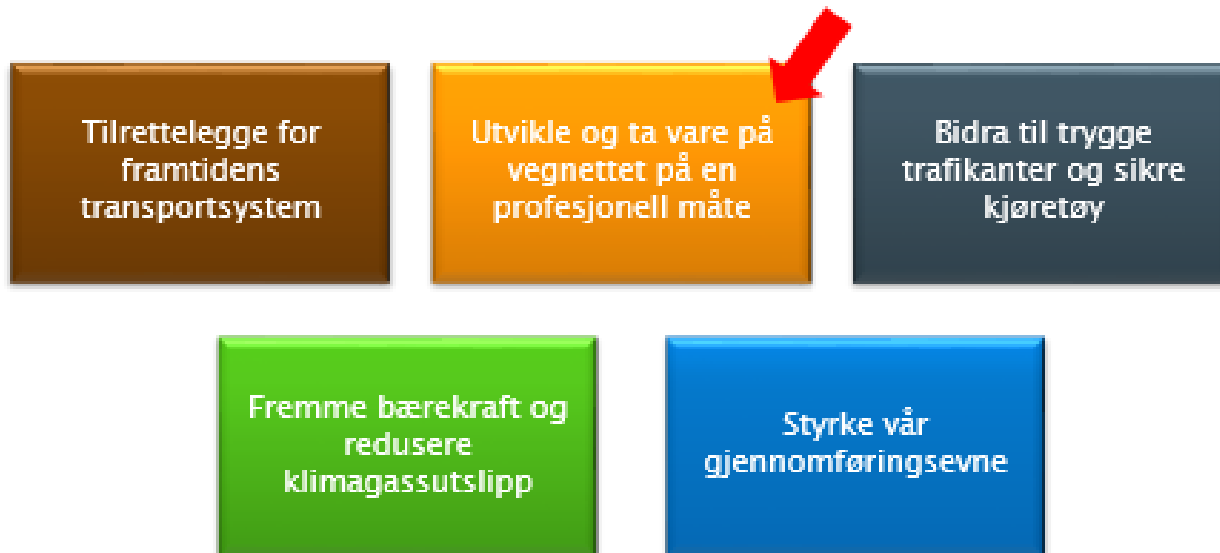 Tilrettelegge for
framtidens
transportsystem
Utvikle og ta vare på
vegnettet på en
profesjonell måte
Bidra til trygge
trafikanter og sikre
kjøretøy
Fremme bærekraft og
redusere
klimagassutslipp
Styrke vår
gjennomføringsevne